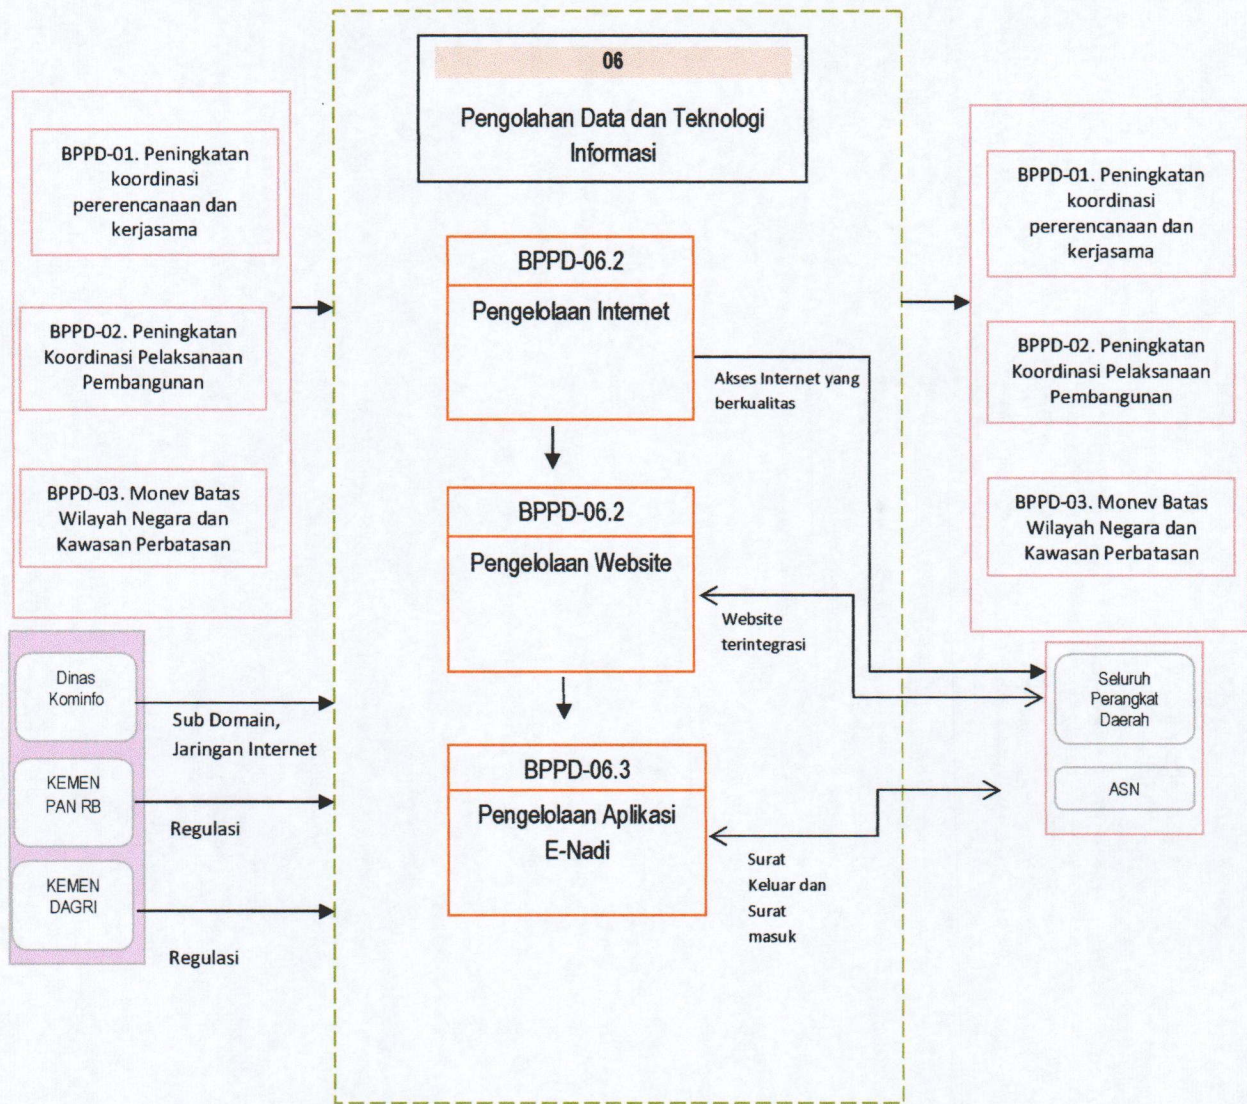 06
Pengolahan Data dan Teknologi
Informasi
BPPD-01. Peningkatan
koordinasi
pererencanaan dan
kerjasama
BPPD-02. Peningkatan
Koordinasi Pelaksanaan
Pembangunan
BPPD-03. Monev Batas
Wilayah Negara dan
Kawasan Perbatasan
Dinas
Kominfo
Sub Domain,
Jaringan Internet
KEMEN
PAN RB
Regulasi
KEMEN
DAGRI
Regulasi
BPPD-06.2
Pengelolaan Internet
Akses Internet yang
berkualitas
BPPD-06.2
Pengelolaan Website
Website
terintegrasi
BPPD-06.3
Pengelolaan Aplikasi
E-Nadi
Surat
Keluar dan
Surat
masuk
BPPD-01. Peningkatan
koordinasi
pererencanaan dan
kerjasama
BPPD-02. Peningkatan
Koordinasi Pelaksanaan
Pembangunan
BPPD-03. Monev Batas
Wilayah Negara dan
Kawasan Perbatasan
Seluruh
Perangkat
Daerah
ASN